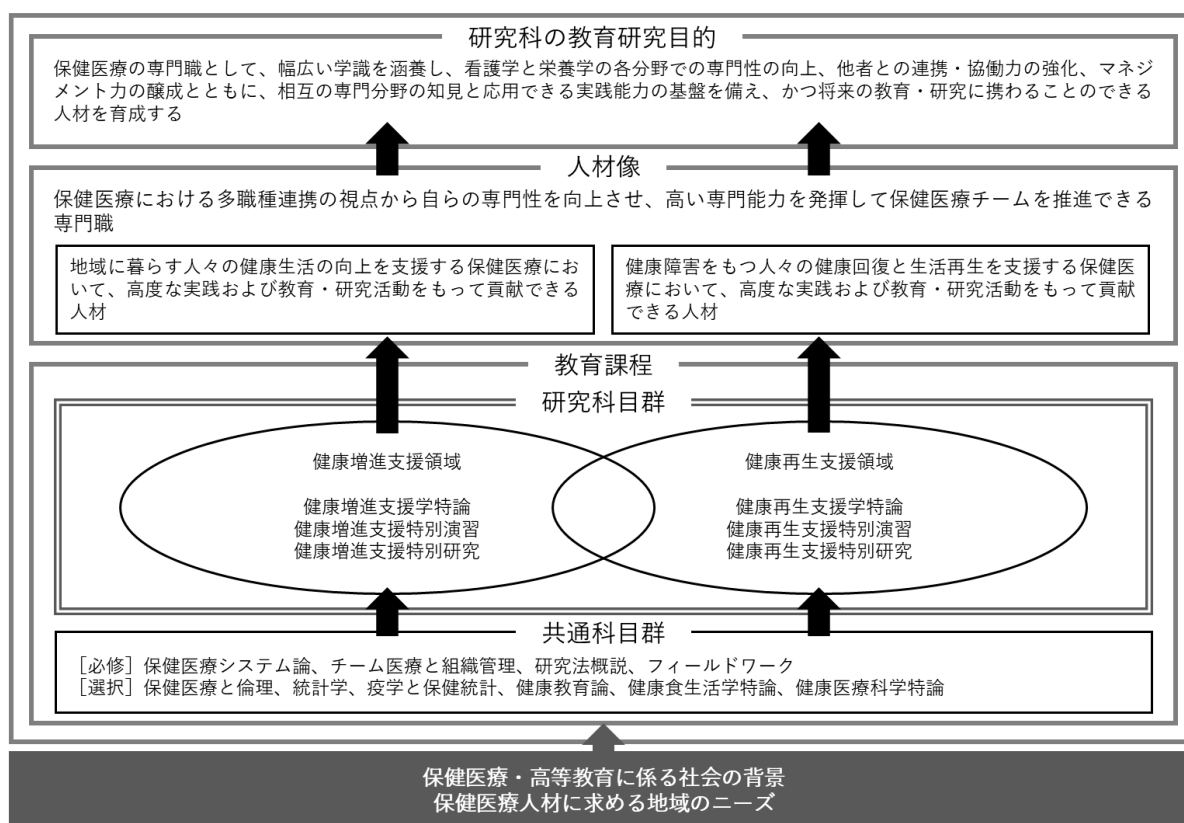 研究科の教育研究目的
保健医療の専門職として、幅広い学識を涵養し、看護学と栄養学の各分野での専門性の向上、他者との連携・協働力の強化、マネジ
メント力の醸成とともに、相互の専門分野の知見と応用できる実践能力の基盤を備え、かつ将来の教育・研究に携わることのできる
人材を育成する
人材像
保健医療における多職種連携の視点から自らの専門性を向上させ、高い専門能力を発揮して保健医療チームを推進できる
専門職
地域に暮らす人々の健康生活の向上を支援する保健医療にお
いて、高度な実践および教育・研究活動をもって貢献できる
人材
健康障害をもつ人々の健康回復と生活再生を支援する保健医
療において、高度な実践および教育・研究活動をもって貢献
できる人材
教育課程
研究科目群
健康増進支援領域
健康増進支援学特論
健康増進支援特別演習
健康増進支援特別研究
健康再生支援領域
健康再生支援学特論
健康再生支援特別演習
健康再生支援特別研究
共通科目群
［必修］保健医療システム論、チーム医療と組織管理、研究法概説、フィールドワーク
［選択］保健医療と倫理、統計学、疫学と保健統計、健康教育論、健康食生活学特論、健康医療科学特論
保健医療・高等教育に係る社会の背景
保健医療人材に求める地域のニーズ